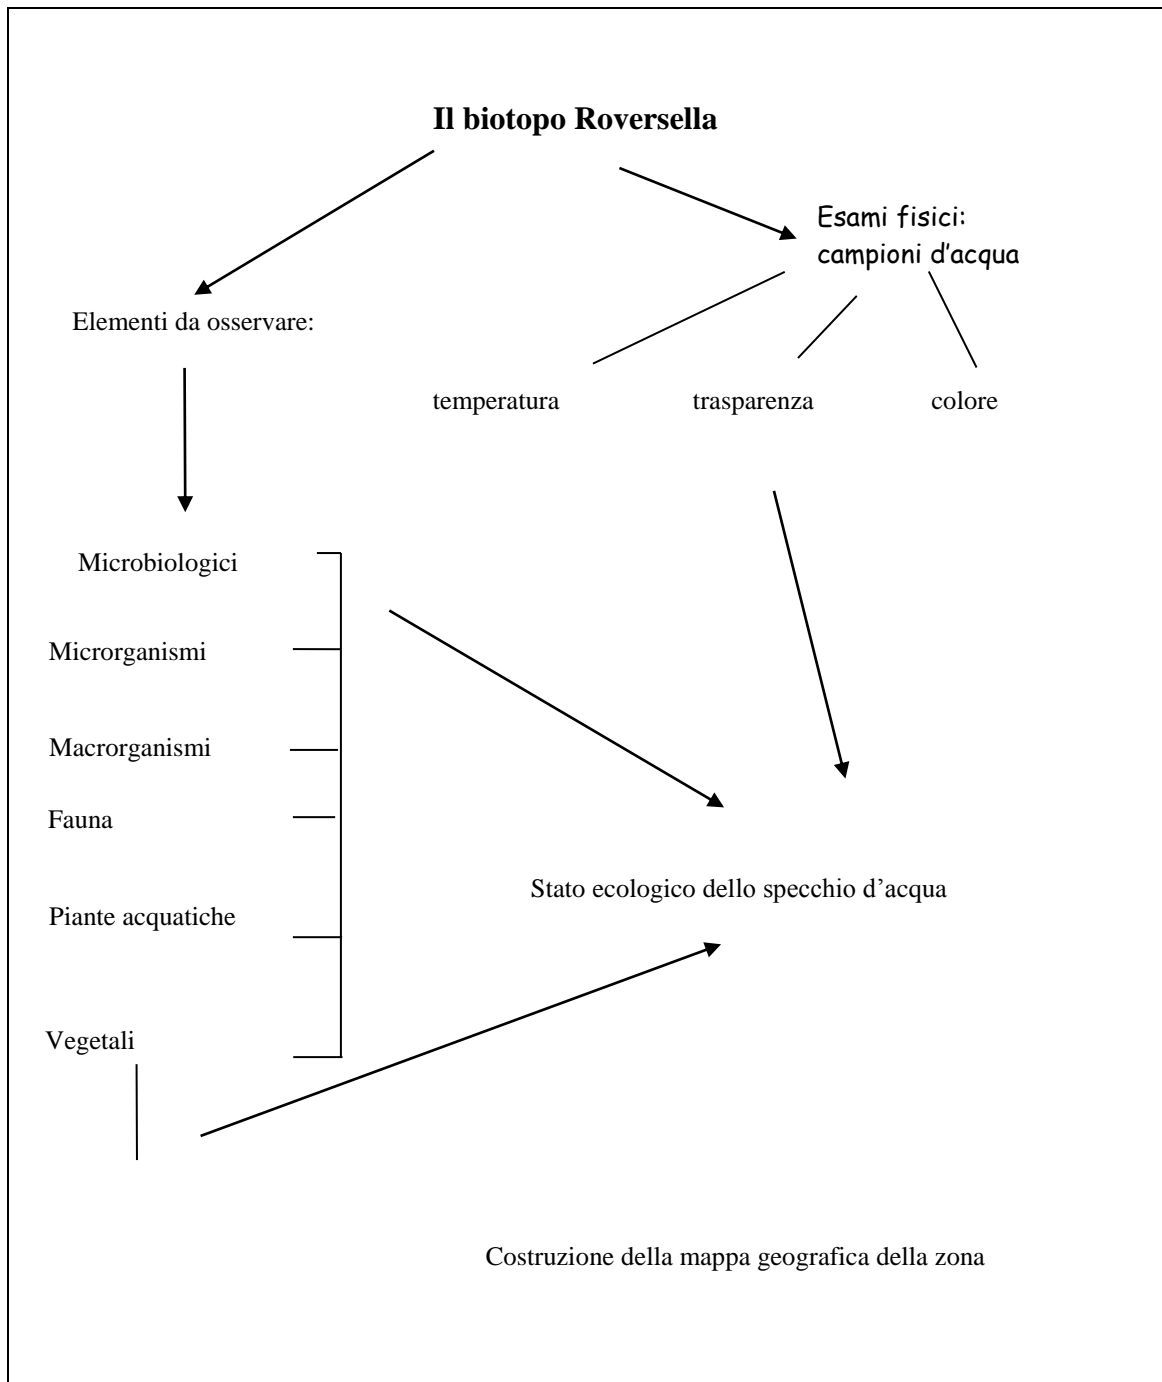 Il biotopo Roversella
Esami fisici:
campioni d’acqua
Elementi da osservare:
temperatura
trasparenza
colore
Microbiologici
Microrganismi
Macrorganismi
Fauna
Piante acquatiche
Vegetali
Stato ecologico dello specchio d’acqua
Costruzione della mappa geografica della zona